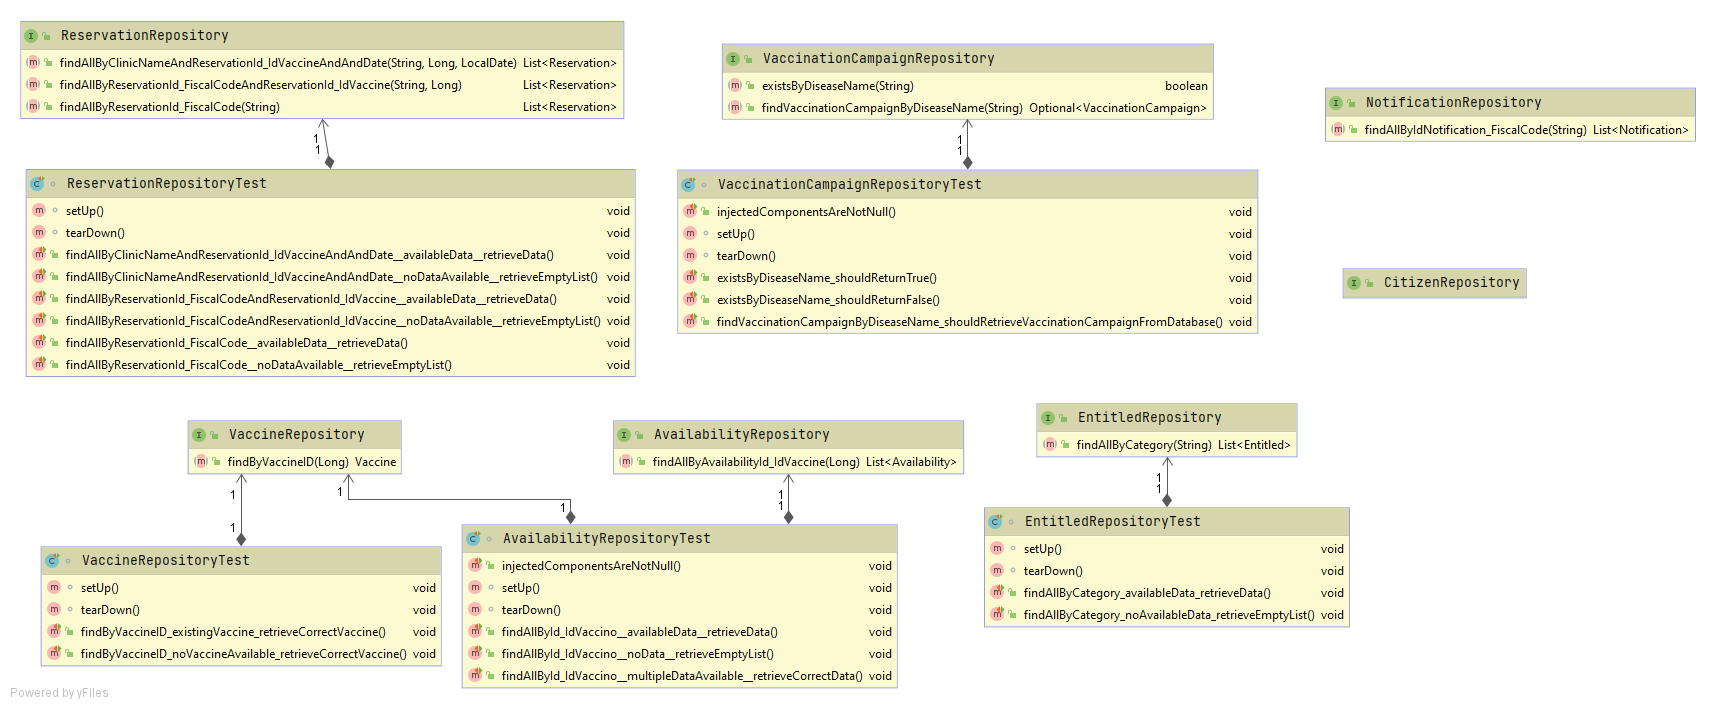 ReservationRepository
findAllByClinicNameAndReservationId_IdVaccineAndAndDate(String, Long, LocalDate) List<Reservation>
findAllByReservationId_FiscalCodeAndReservationId_IdVaccine(String, Long) List<Reservation>
findAllByReservationId_FiscalCode(String) List<Reservation>
1
1
ReservationRepositoryTest
setUp() void
tearDown() void
findAllByClinicNameAndReservationId_IdVaccineAndAndDate__availableData__retrieveData() void
findAllByClinicNameAndReservationId_IdVaccineAndAndDate__noDataAvailable__retrieveEmptyList() void
findAllByReservationId_FiscalCodeAndReservationId_IdVaccine__availableData__retrieveData() void
findAllByReservationId_FiscalCodeAndReservationId_IdVaccine__noDataAvailable__retrieveEmptyList() void
findAllByReservationId_FiscalCode__availableData__retrieveData() void
findAllByReservationId_FiscalCode__noDataAvailable__retrieveEmptyList() void
VaccinationCampaignRepository
existsByDiseaseName(String) boolean
findVaccinationCampaignByDiseaseName(String) Optional<VaccinationCampaign>
1
1
VaccinationCampaignRepositoryTest
injectedComponentsAreNotNull() void
setUp() void
tearDown() void
existsByDiseaseName_shouldReturnTrue() void
existsByDiseaseName_shouldReturnFalse() void
findVaccinationCampaignByDiseaseName_shouldRetrieveVaccinationCampaignFromDatabase() void
NotificationRepository
findAllByIdNotification_FiscalCode(String) List<Notification>
CitizenRepository
VaccineRepository
findByVaccineID(Long) Vaccine
1
1
1
1
VaccineRepositoryTest
setUp() void
tearDown() void
findByVaccineID_existingVaccine_retrieveCorrectVaccine() void
findByVaccineID_noVaccineAvailable_retrieveCorrectVaccine() void
AvailabilityRepository
findAllByAvailabilityId_IdVaccine(Long) List<Availability>
1
1
AvailabilityRepositoryTest
injectedComponentsAreNotNull() void
setUp() void
tearDown() void
findAllById_IdVaccino__availableData__retrieveData() void
findAllById_IdVaccino__noData__retrieveEmptyList() void
findAllById_IdVaccino__multipleDataAvailable__retrieveCorrectData() void
EntitledRepository
findAllByCategory(String) List<Entitled>
1
1
EntitledRepositoryTest
setUp() void
tearDown() void
findAllByCategory_availableData_retrieveData() void
findAllByCategory_noAvailableData_retrieveEmptyList() void
Powered by yFiles